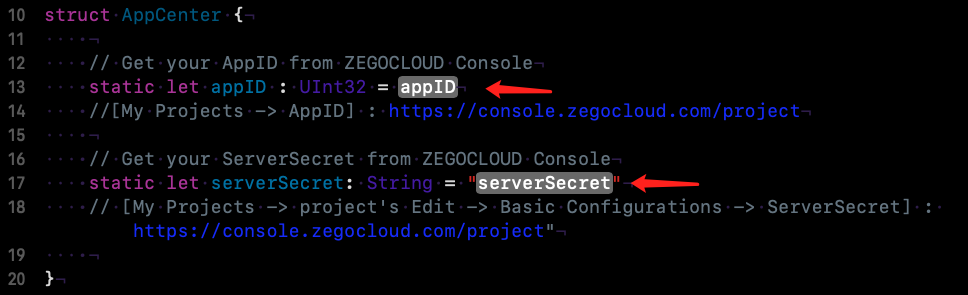 10 struct AppCenter {
11
12 // Get your AppID from ZEGOCLOUD Console
13 static let appID : UInt32 = appID
14 //[My Projects -> AppID] : https://console.zegocloud.com/project
15
16 // Get your ServerSecret from ZEGOCLOUD Console
17 static let serverSecret: String = "serverSecret"
18 // [My Projects -> project's Edit -> Basic Configurations -> ServerSecret] :
https://console.zegocloud.com/project"
19
20 }